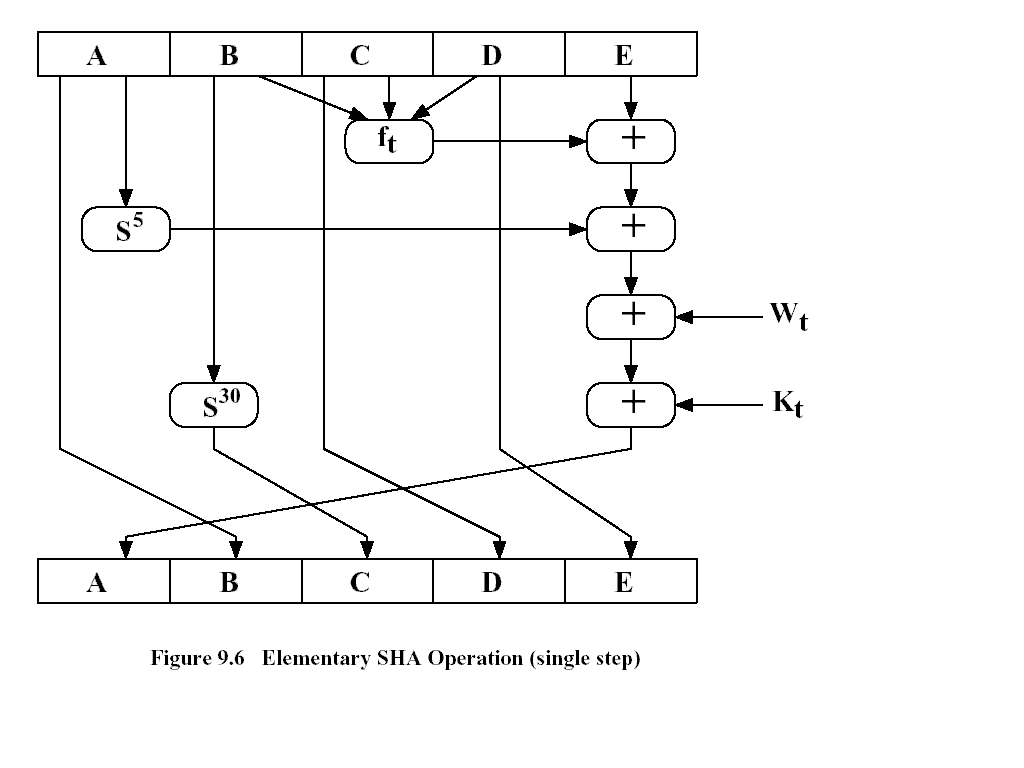 A B C D E
f_t +
S^5 +
+ W_t
S^30 + K_t
A B C D E
Figure 9.6 Elementary SHA Operation (single step)